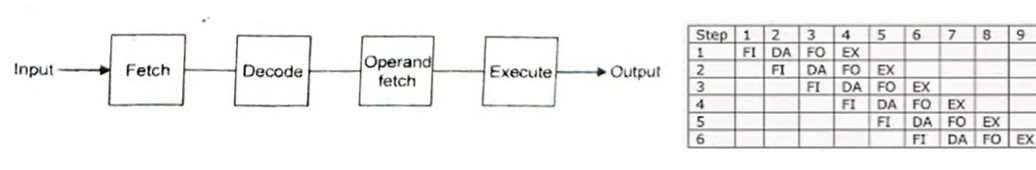 Input Fetch Decode Operand fetch Execute Output
Step 1 2 3 4 5 6 7 8 9
1 FI DA FO EX
2 FI DA FO EX
3 FI DA FO EX
4 FI DA FO EX
5 FI DA FO EX
6 FI DA FO EX